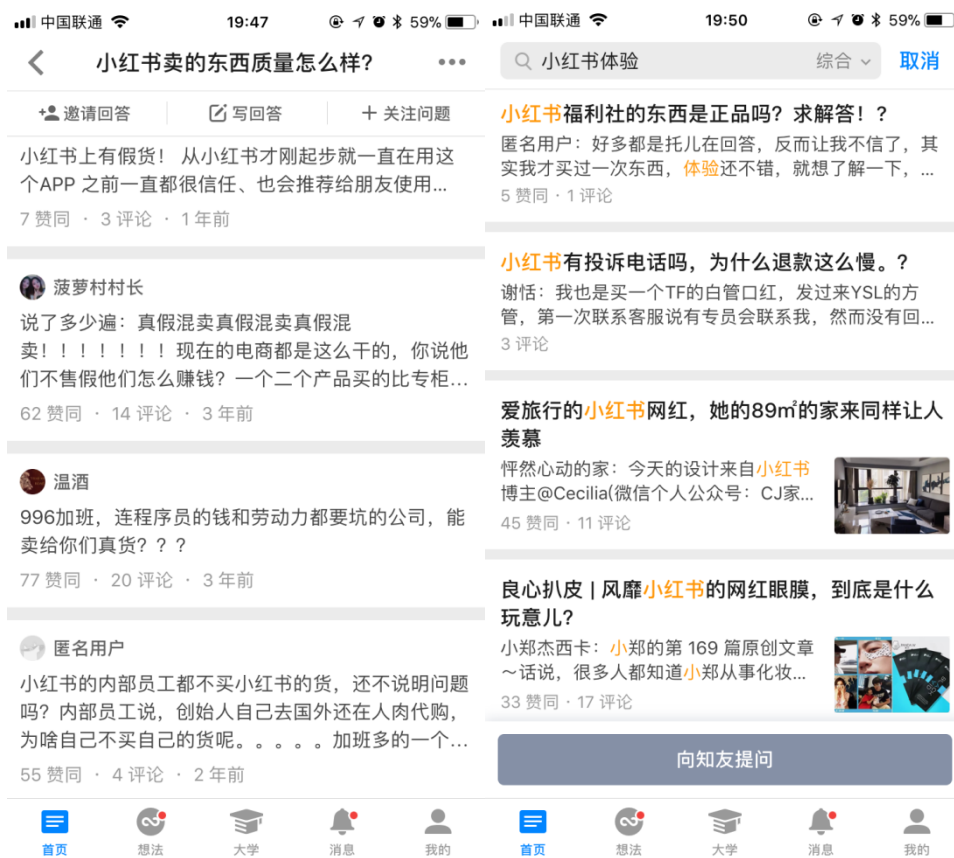 中国联通
19:47
59%
小红书卖的东西质量怎么样?
邀请回答
写回答
+ 关注问题
小红书上有假货！ 从小红书才刚起步就一直在用这
个APP 之前一直都很信任、也会推荐给朋友使用...
7 赞同 · 3 评论 · 1 年前
菠萝村村长
说了多少遍：真假混卖真假混卖真假混
卖！！！！！！！现在的电商都是这么干的，你说他
们不售假他们怎么赚钱？一个二个产品买的比专柜...
62 赞同 · 14 评论 · 3 年前
温酒
996加班，连程序员的钱和劳动力都要坑的公司，能
卖给你们真货？？？
77 赞同 · 20 评论 · 3 年前
匿名用户
小红书的内部员工都不买小红书的货，还不说明问题
吗？内部员工说，创始人自己去国外还在人肉代购，
为啥自己不买自己的货呢。。。。。加班多的一个...
55 赞同 · 4 评论 · 2 年前
首页
想法
大学
消息
我的
中国联通
19:50
59%
小红书体验
综合
取消
小红书福利社的东西是正品吗？求解答！？
匿名用户：好多都是托儿在回答，反而让我不信了，其
实我才买过一次东西，体验还不错，就想了解一下，...
5 赞同 · 1 评论
小红书有投诉电话吗，为什么退款这么慢。?
谢恬：我也是买一个TF的白管口红，发过来YSL的方
管，第一次联系客服说有专员会联系我，然而没有回...
3 评论
爱旅行的小红书网红，她的89㎡的家来同样让人
羡慕
怦然心动的家：今天的设计来自小红书
博主@Cecilia(微信个人公众号：CJ家...
45 赞同 · 11 评论
良心扒皮 | 风靡小红书的网红眼膜，到底是什么
玩意儿?
小郑杰西卡：小郑的第 169 篇原创文章
～话说，很多人都知道小郑从事化妆...
33 赞同 · 17 评论
向知友提问
首页
想法
大学
消息
我的